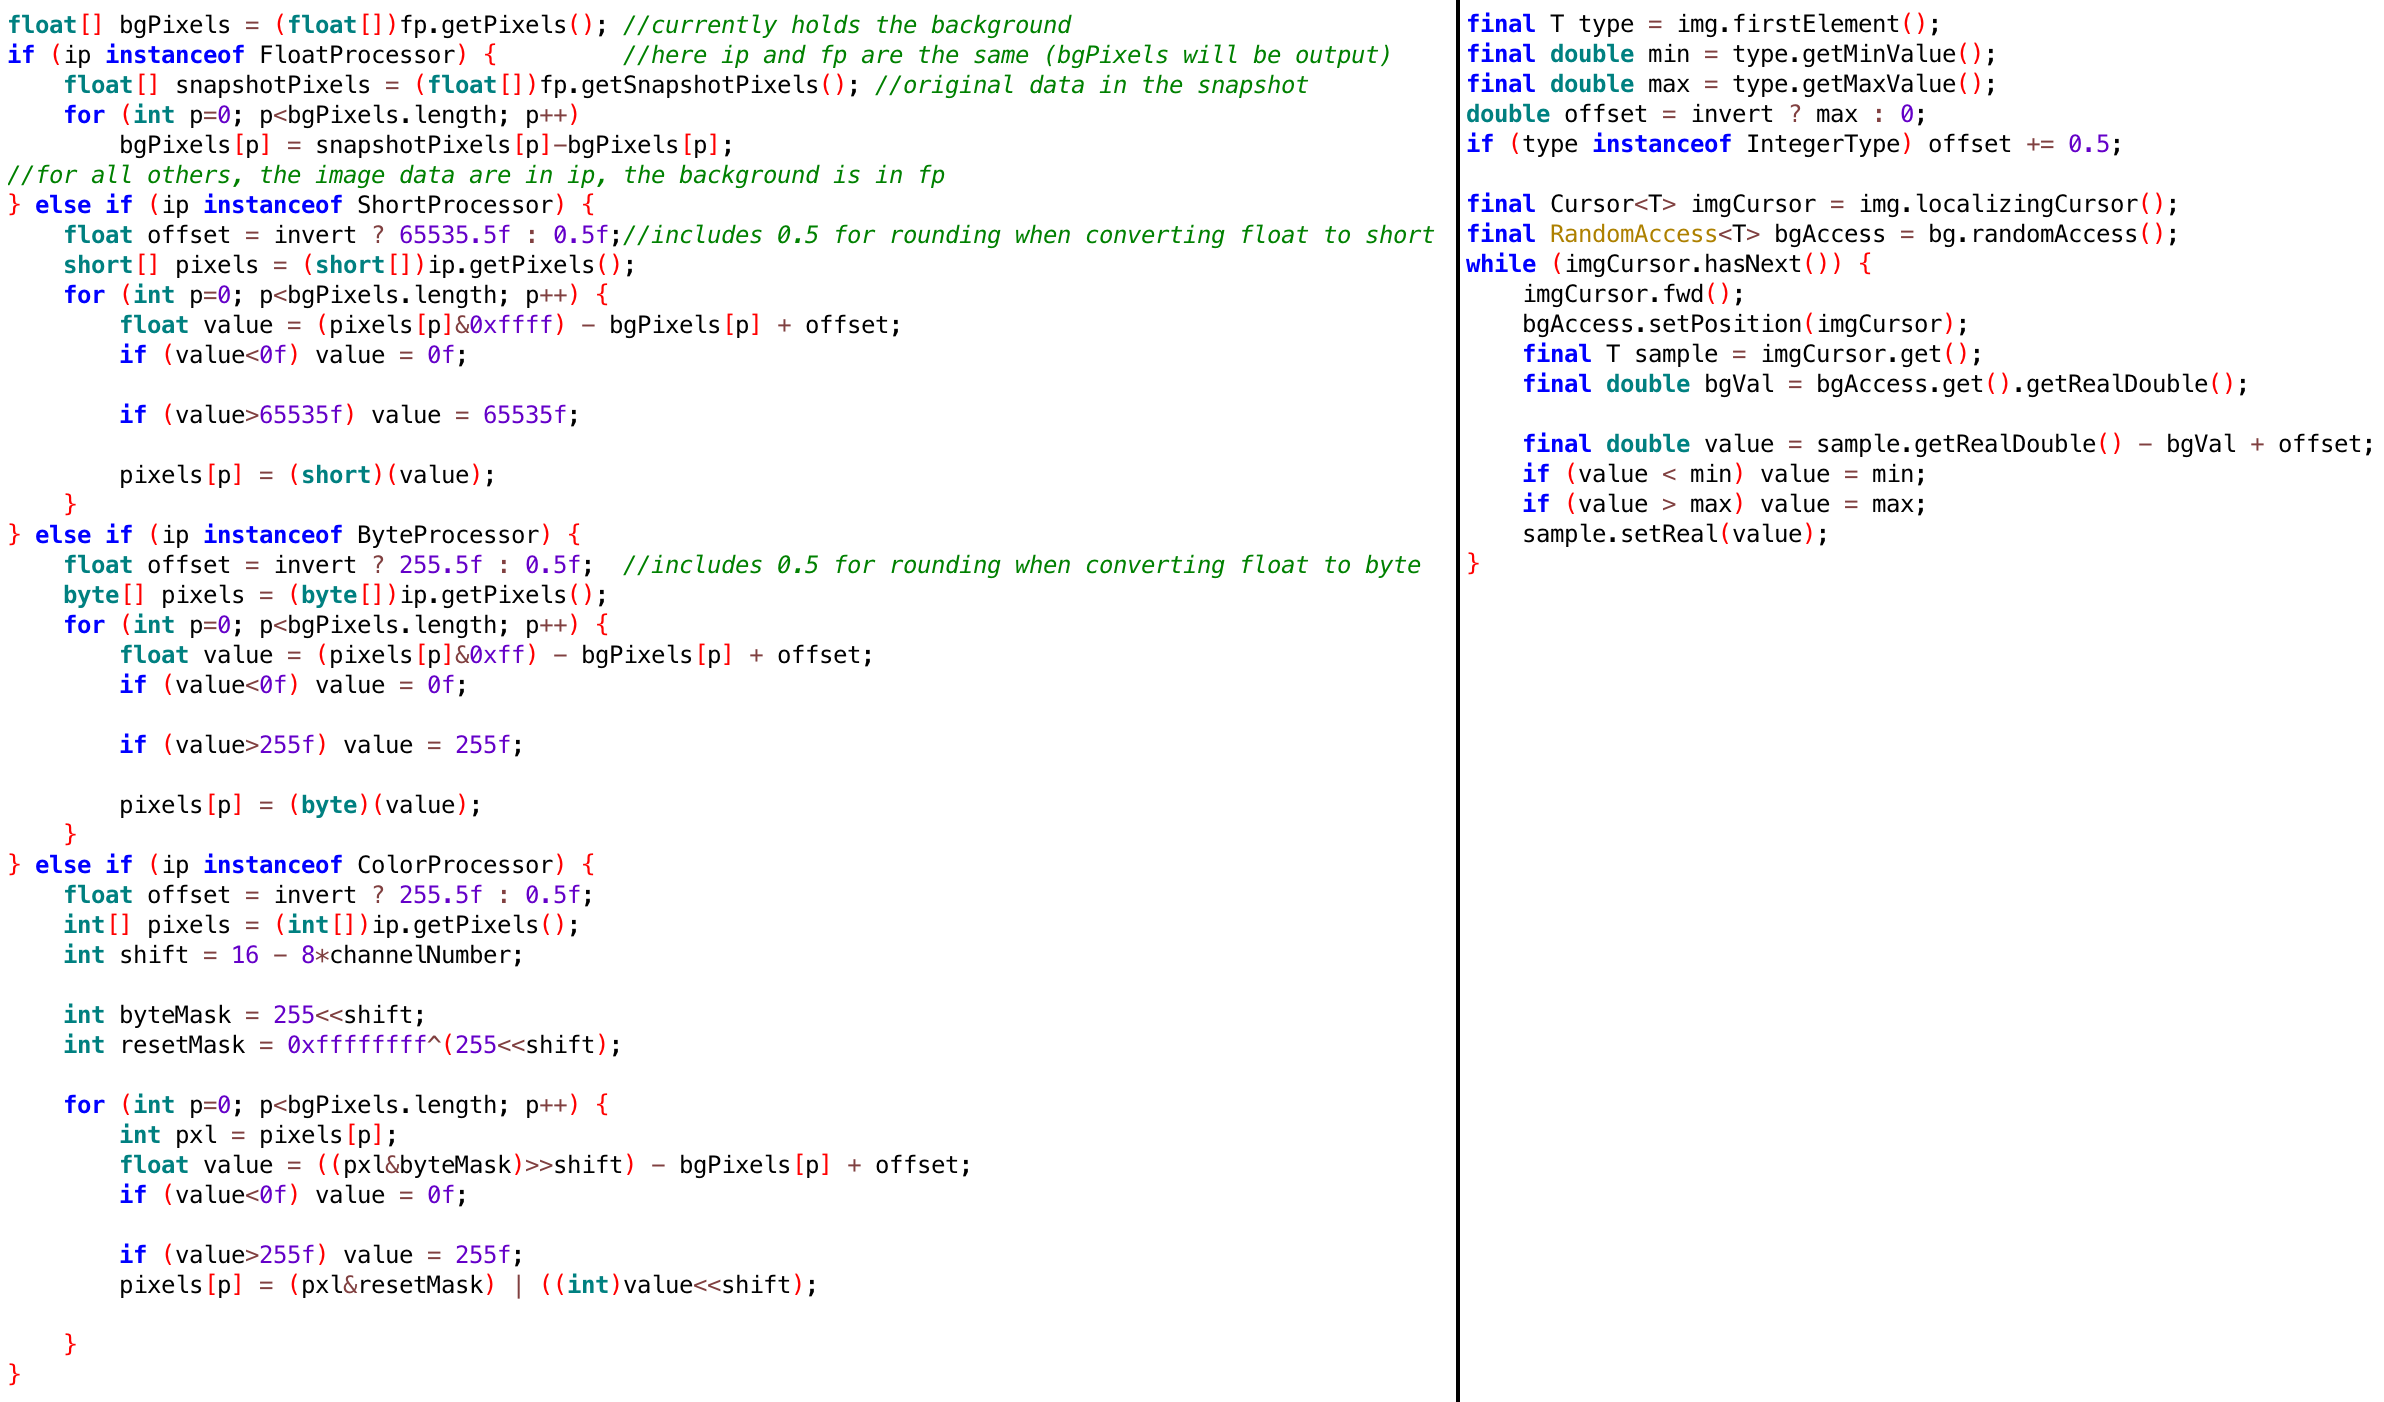 float[] bgPixels = (float[])fp.getPixels(); //currently holds the background
if (ip instanceof FloatProcessor) {         //here ip and fp are the same (bgPixels will be output)
    float[] snapshotPixels = (float[])fp.getSnapshotPixels(); //original data in the snapshot
    for (int p=0; p<bgPixels.length; p++)
        bgPixels[p] = snapshotPixels[p]-bgPixels[p];
//for all others, the image data are in ip, the background is in fp
} else if (ip instanceof ShortProcessor) {
    float offset = invert ? 65535.5f : 0.5f;//includes 0.5 for rounding when converting float to short
    short[] pixels = (short[])ip.getPixels();
    for (int p=0; p<bgPixels.length; p++) {
        float value = (pixels[p]&0xffff) - bgPixels[p] + offset;
        if (value<0f) value = 0f;
        if (value>65535f) value = 65535f;
        pixels[p] = (short)(value);
    }
} else if (ip instanceof ByteProcessor) {
    float offset = invert ? 255.5f : 0.5f;  //includes 0.5 for rounding when converting float to byte
    byte[] pixels = (byte[])ip.getPixels();
    for (int p=0; p<bgPixels.length; p++) {
        float value = (pixels[p]&0xff) - bgPixels[p] + offset;
        if (value<0f) value = 0f;
        if (value>255f) value = 255f;
        pixels[p] = (byte)(value);
    }
} else if (ip instanceof ColorProcessor) {
    float offset = invert ? 255.5f : 0.5f;
    int[] pixels = (int[])ip.getPixels();
    int shift = 16 - 8*channelNumber;
    int byteMask = 255<<shift;
    int resetMask = 0xffffffff^(255<<shift);
    for (int p=0; p<bgPixels.length; p++) {
        int pxl = pixels[p];
        float value = ((pxl&byteMask)>>shift) - bgPixels[p] + offset;
        if (value<0f) value = 0f;
        if (value>255f) value = 255f;
        pixels[p] = (pxl&resetMask) | ((int)value<<shift);
    }
}
final T type = img.firstElement();
final double min = type.getMinValue();
final double max = type.getMaxValue();
double offset = invert ? max : 0;
if (type instanceof IntegerType) offset += 0.5;
final Cursor<T> imgCursor = img.localizingCursor();
final RandomAccess<T> bgAccess = bg.randomAccess();
while (imgCursor.hasNext()) {
    imgCursor.fwd();
    bgAccess.setPosition(imgCursor);
    final T sample = imgCursor.get();
    final double bgVal = bgAccess.get().getRealDouble();
    final double value = sample.getRealDouble() - bgVal + offset;
    if (value < min) value = min;
    if (value > max) value = max;
    sample.setReal(value);
}